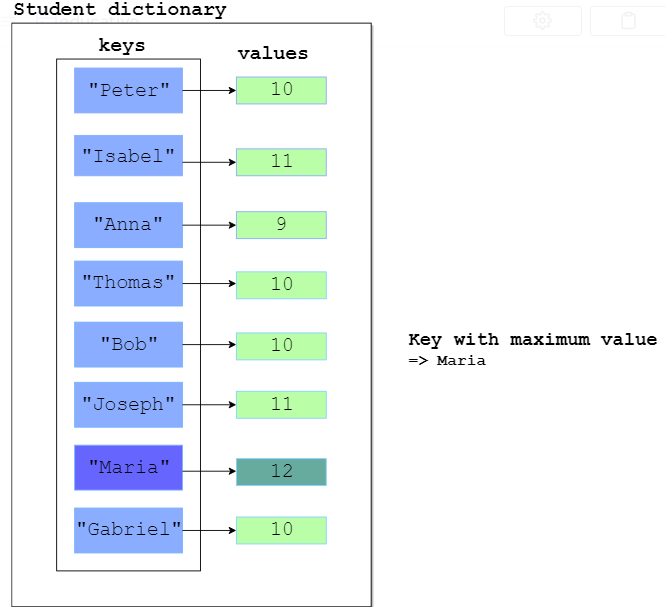 Student dictionary
keys
values
"Peter" 10
"Isabel" 11
"Anna" 9
"Thomas" 10
"Bob" 10
"Joseph" 11
"Maria" 12
"Gabriel" 10
Key with maximum value
=> Maria